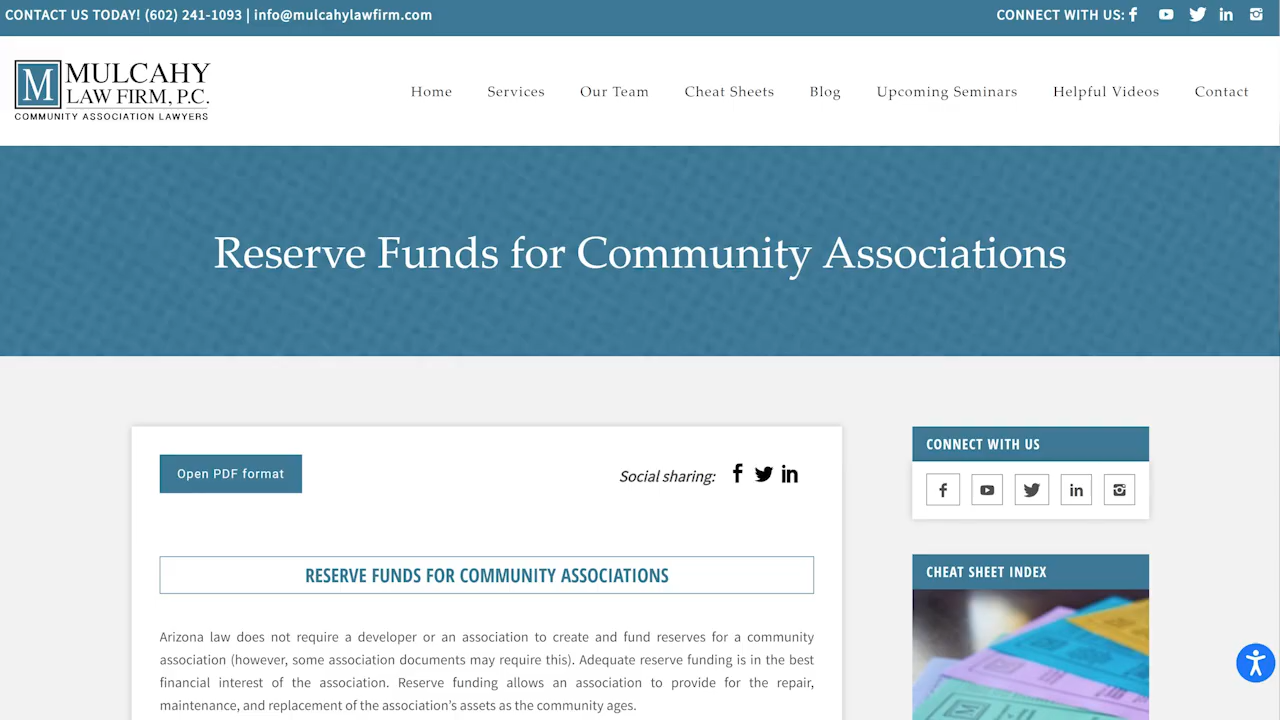 CONTACT US TODAY! (602) 241-1093 | info@mulcahylawfirm.com
CONNECT WITH US:
M MULCAHY
LAW FIRM, P.C.
COMMUNITY ASSOCIATION LAWYERS
Home Services Our Team Cheat Sheets Blog Upcoming Seminars Helpful Videos Contact
Reserve Funds for Community Associations
Open PDF format
Social sharing:
RESERVE FUNDS FOR COMMUNITY ASSOCIATIONS
Arizona law does not require a developer or an association to create and fund reserves for a community
association (however, some association documents may require this). Adequate reserve funding is in the best
financial interest of the association. Reserve funding allows an association to provide for the repair,
maintenance, and replacement of the association's assets as the community ages.
CONNECT WITH US
CHEAT SHEET INDEX